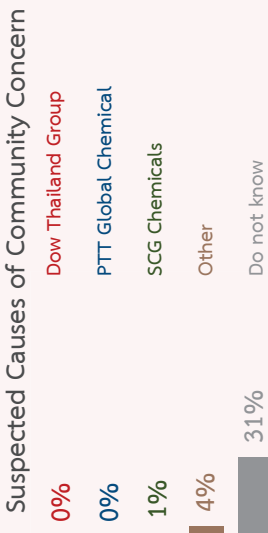 Suspected Causes of Community Concern
Dow Thailand Group
0%
PTT Global Chemical
0%
SCG Chemicals
1%
Other
4%
Do not know
31%